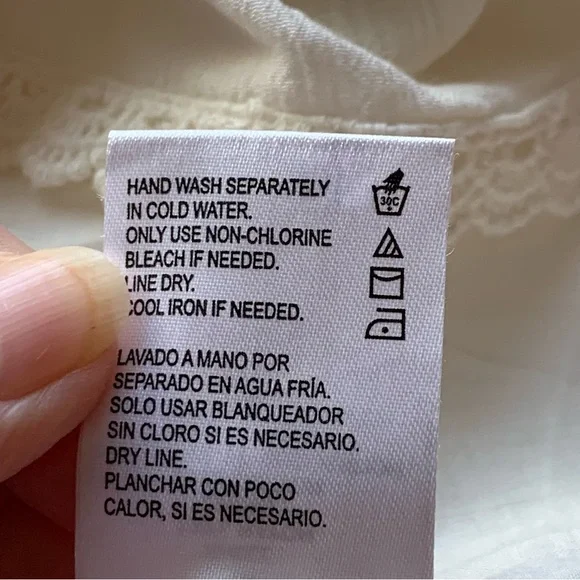 HAND WASH SEPARATELY
IN COLD WATER.
ONLY USE NON-CHLORINE
BLEACH IF NEEDED.
LINE DRY.
COOL IRON IF NEEDED.
30C
LAVADO A MANO POR
SEPARADO EN AGUA FRÍA.
SOLO USAR BLANQUEADOR
SIN CLORO SI ES NECESARIO.
DRY LINE.
PLANCHAR CON POCO
CALOR, SI ES NECESARIO.